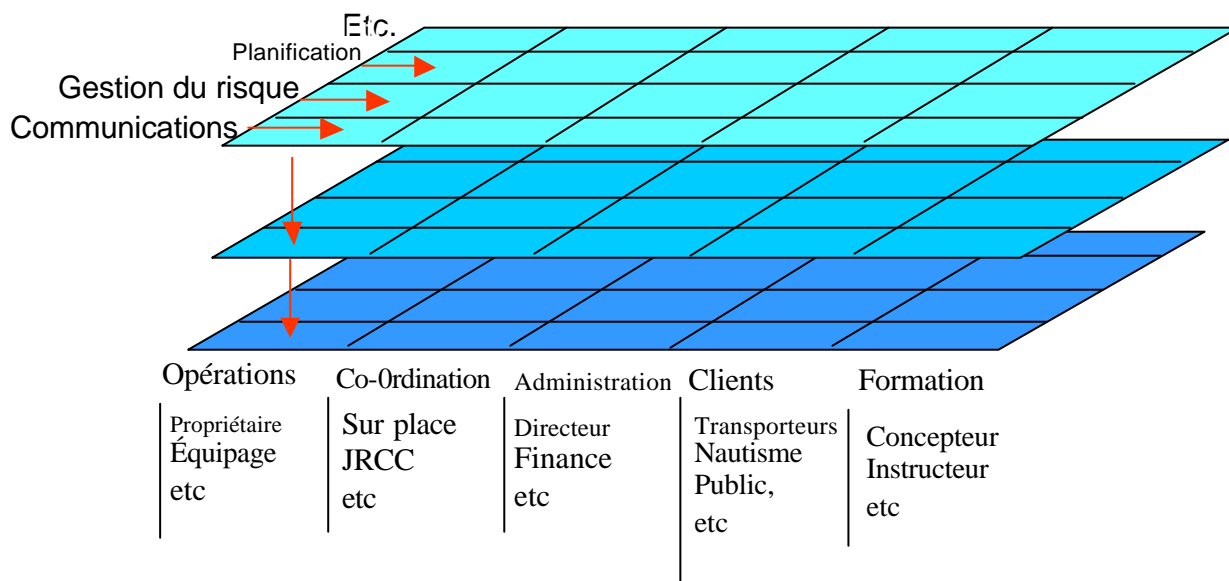 Etc.
Planification
Gestion du risque
Communications
Opérations
Propriétaire
Équipage
etc
Co-0rdination
Sur place
JRCC
etc
Administration
Directeur
Finance
etc
Clients
Transporteurs
Nautisme
Public,
etc
Formation
Concepteur
Instructeur
etc